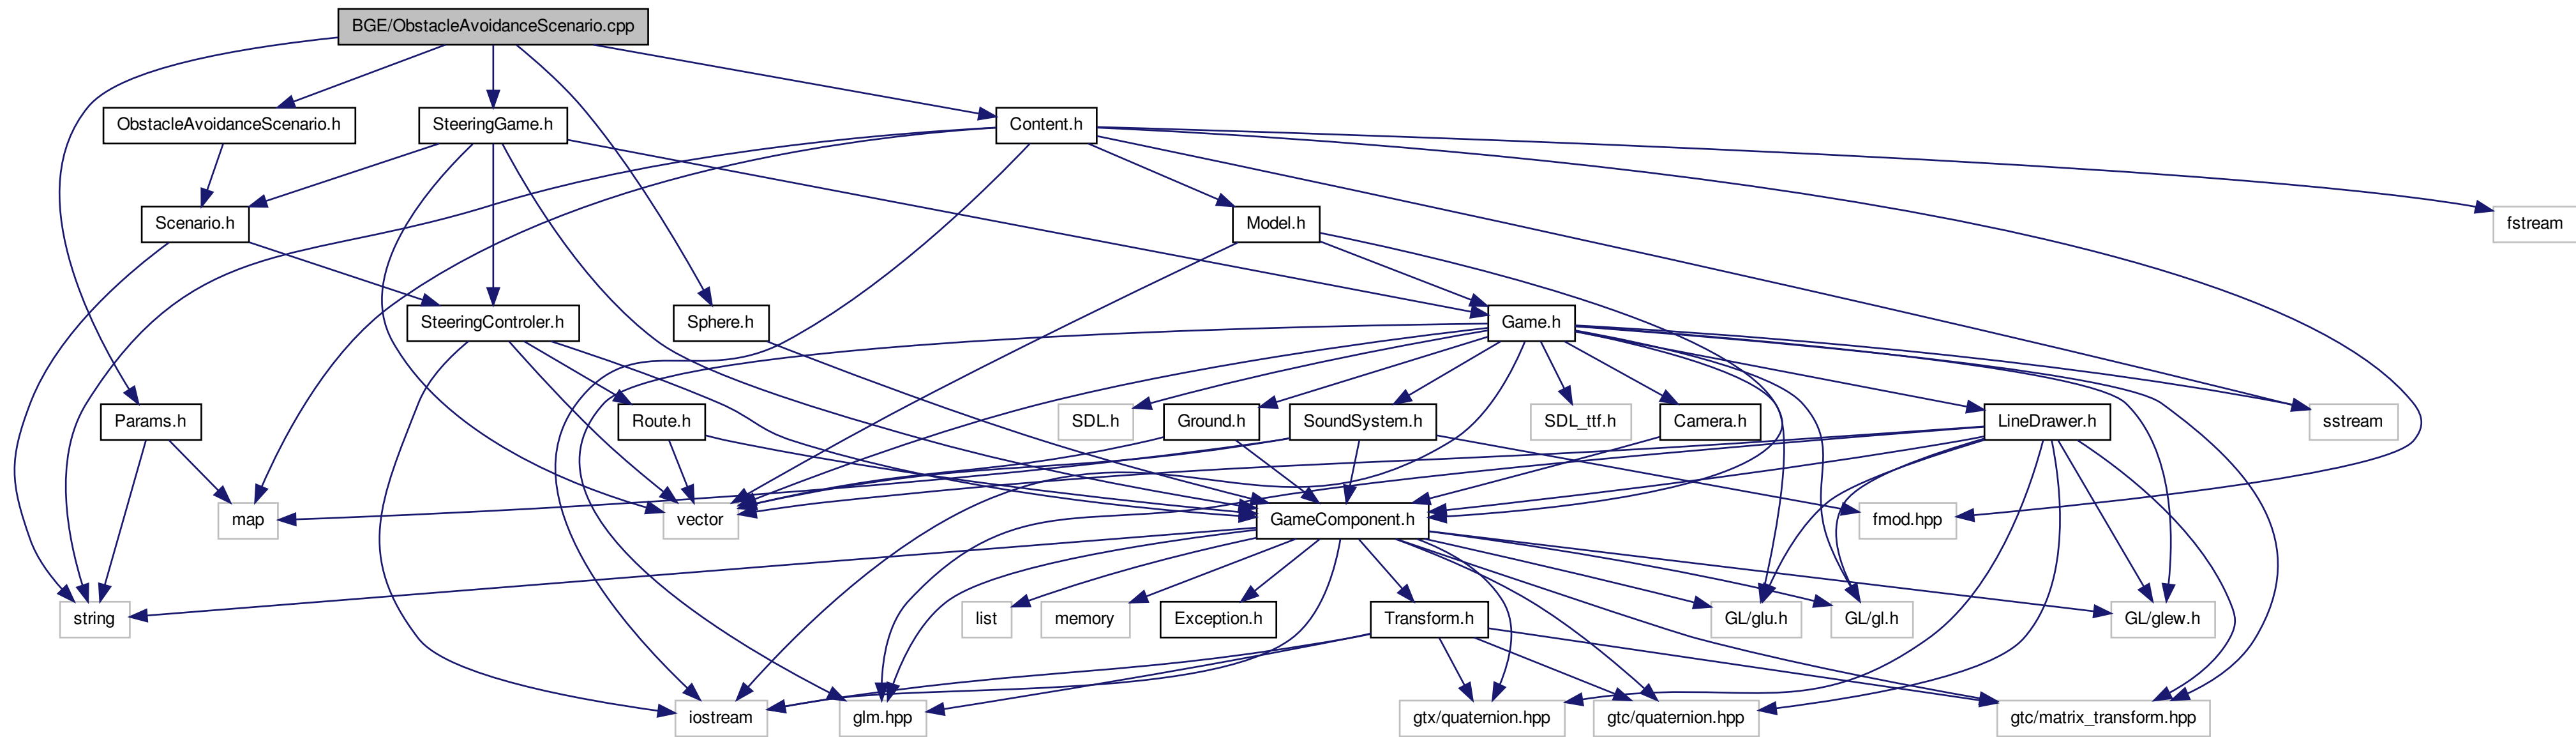 BGE/ObstacleAvoidanceScenario.cpp
ObstacleAvoidanceScenario.h
SteeringGame.h
Content.h
Scenario.h
Model.h
fstream
SteeringControler.h
Sphere.h
Game.h
Params.h
Route.h
SDL.h
Ground.h
SoundSystem.h
SDL_ttf.h
Camera.h
LineDrawer.h
sstream
map
vector
GameComponent.h
fmod.hpp
string
list
memory
Exception.h
Transform.h
GL/glu.h
GL/gl.h
GL/glew.h
iostream
glm.hpp
gtx/quaternion.hpp
gtc/quaternion.hpp
gtc/matrix_transform.hpp